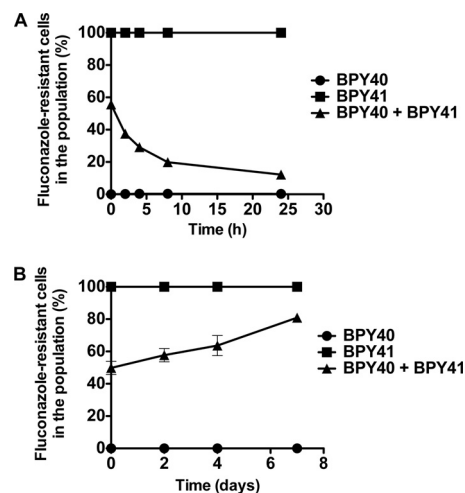 A
Fluconazole-resistant cells
in the population (%)
100
80
60
40
20
0
0 5 10 15 20 25 30
Time (h)
BPY40
BPY41
BPY40 + BPY41
B
Fluconazole-resistant cells
in the population (%)
100
80
60
40
20
0
0 2 4 6 8
Time (days)
BPY40
BPY41
BPY40 + BPY41